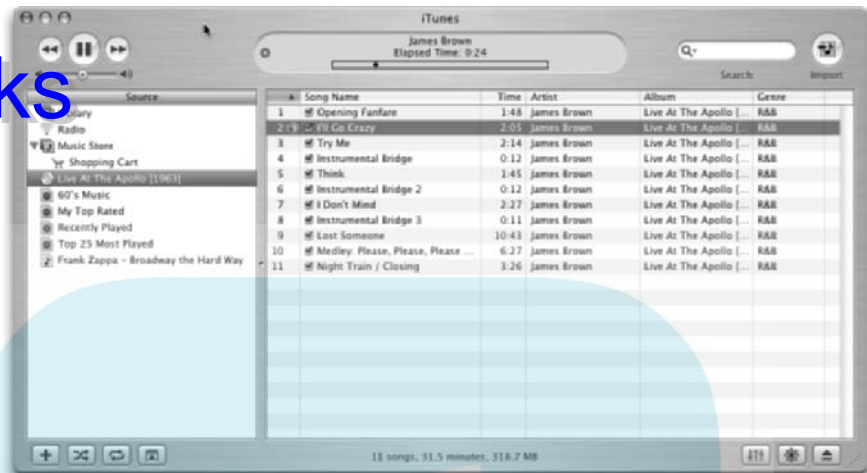 iTunes
James Brown
Elapsed Time: 0:24
Search
Import
ks
Source
Library
Radio
Music Store
Shopping Cart
Live At The Apollo [1963]
60's Music
My Top Rated
Recently Played
Top 25 Most Played
Frank Zappa - Broadway the Hard Way
Song Name Time Artist Album Genre
1 Opening Fanfare 1:48 James Brown Live At The Apollo [... R&B
2 I'll Go Crazy 2:05 James Brown Live At The Apollo [... R&B
3 Try Me 2:14 James Brown Live At The Apollo [... R&B
4 Instrumental Bridge 0:12 James Brown Live At The Apollo [... R&B
5 Think 1:45 James Brown Live At The Apollo [... R&B
6 Instrumental Bridge 2 0:12 James Brown Live At The Apollo [... R&B
7 I Don't Mind 2:27 James Brown Live At The Apollo [... R&B
8 Instrumental Bridge 3 0:11 James Brown Live At The Apollo [... R&B
9 Lost Someone 10:43 James Brown Live At The Apollo [... R&B
10 Medley: Please, Please, Please ... 6:27 James Brown Live At The Apollo [... R&B
11 Night Train / Closing 3:26 James Brown Live At The Apollo [... R&B
11 songs, 31.5 minutes, 318.7 MB